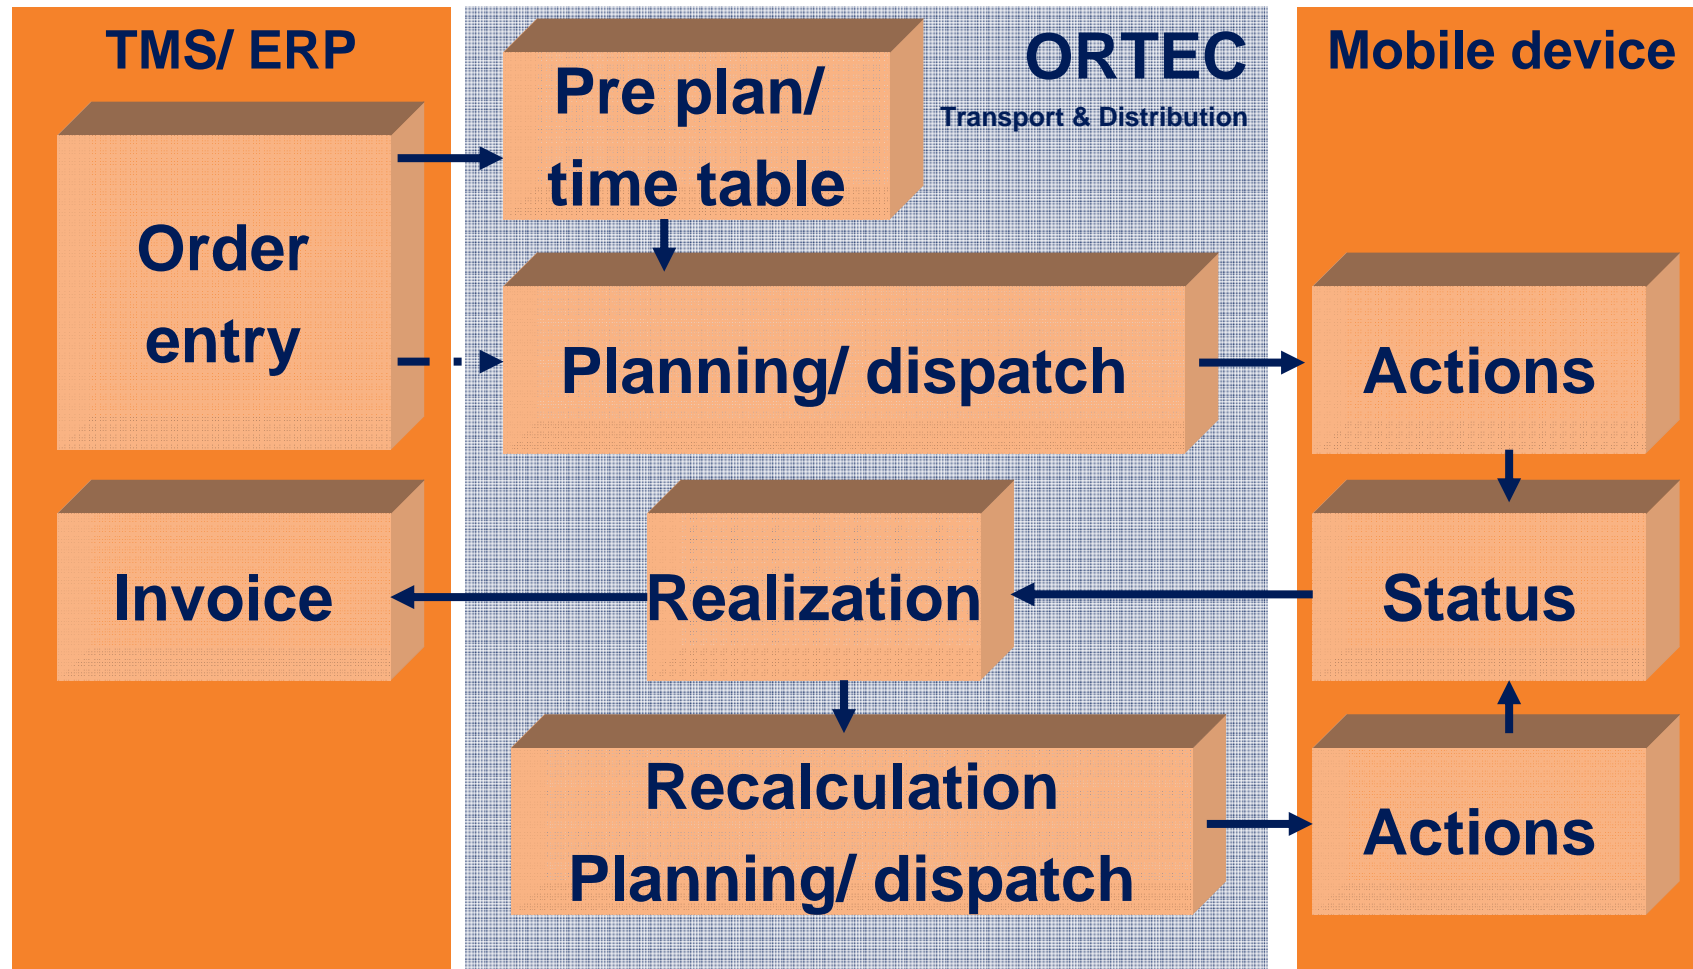 TMS/ ERP
ORTEC
Transport & Distribution
Mobile device
Pre plan/
time table
Order
entry
Planning/ dispatch
Actions
Invoice
Realization
Status
Recalculation
Planning/ dispatch
Actions